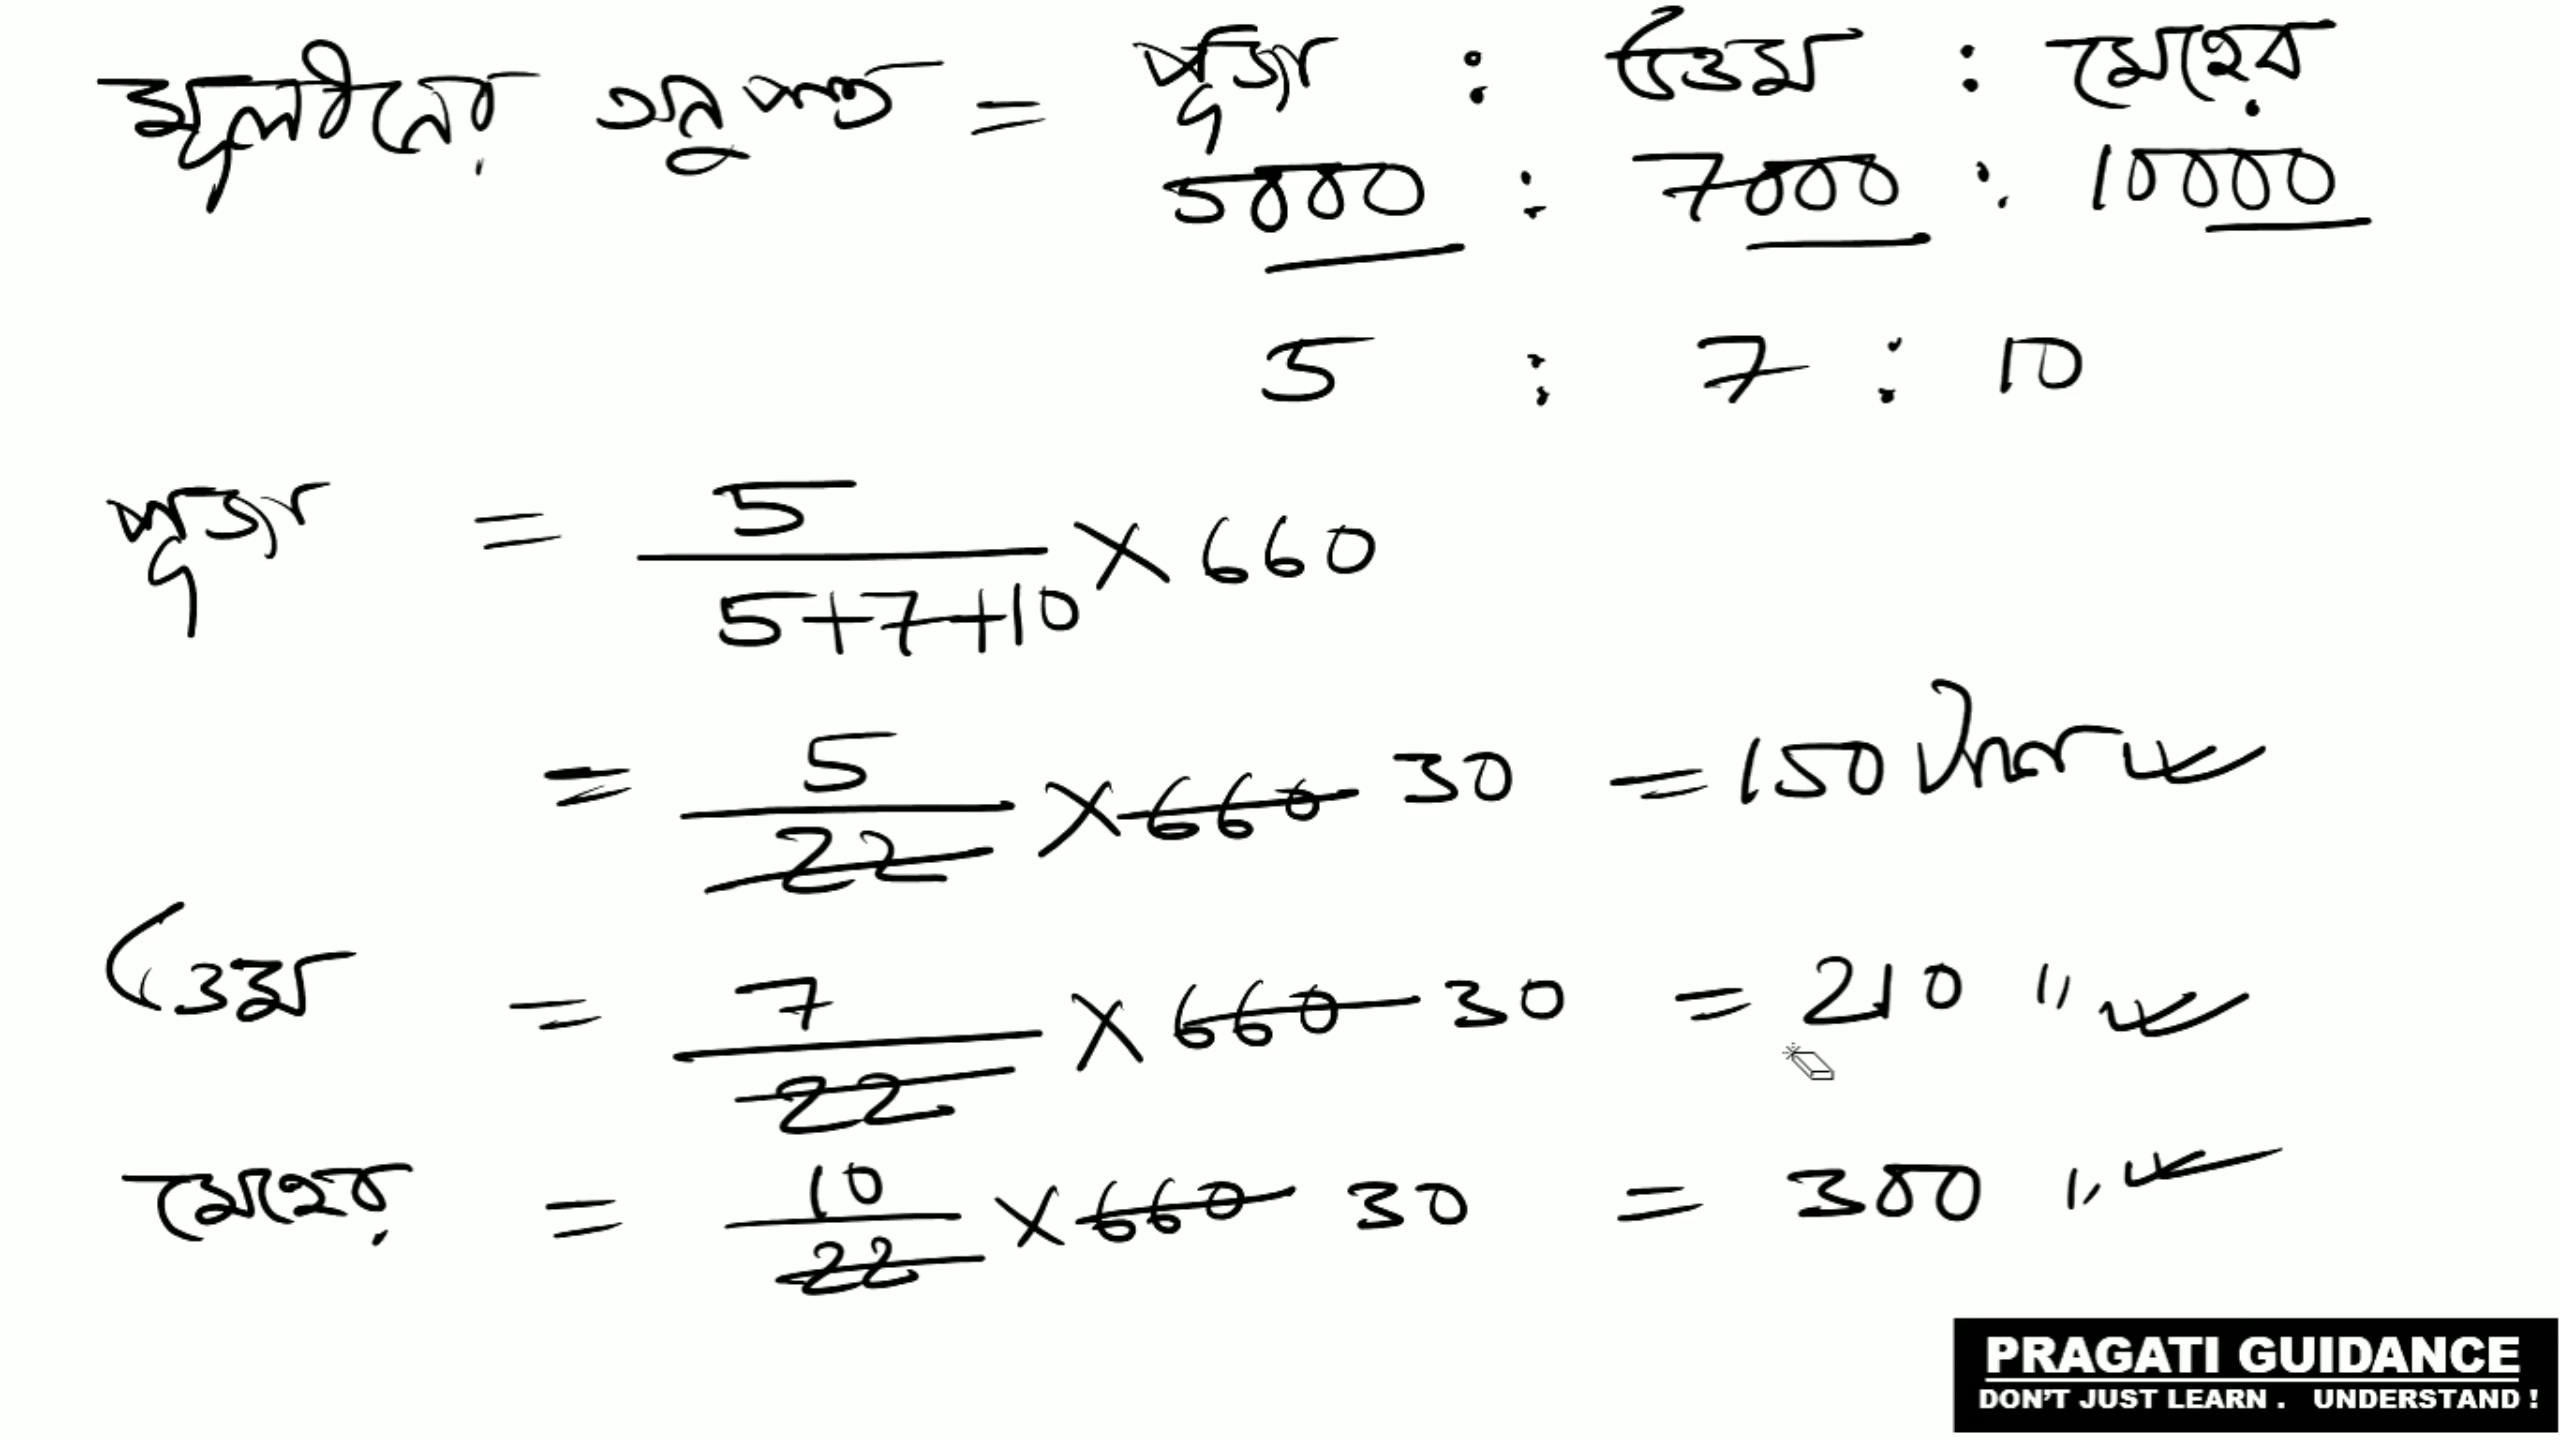 মূলধনের অনুপাত = পূজা : উত্তম : মেহের
5000 : 7000 : 10000
5 : 7 : 10
পূজা = 5/(5+7+10) × 660
= 5/22 × 660 30 = 150 টাকা
উত্তম = 7/22 × 660 30 = 210 "
মেহের = 10/22 × 660 30 = 300 "
PRAGATI GUIDANCE
DON'T JUST LEARN . UNDERSTAND !